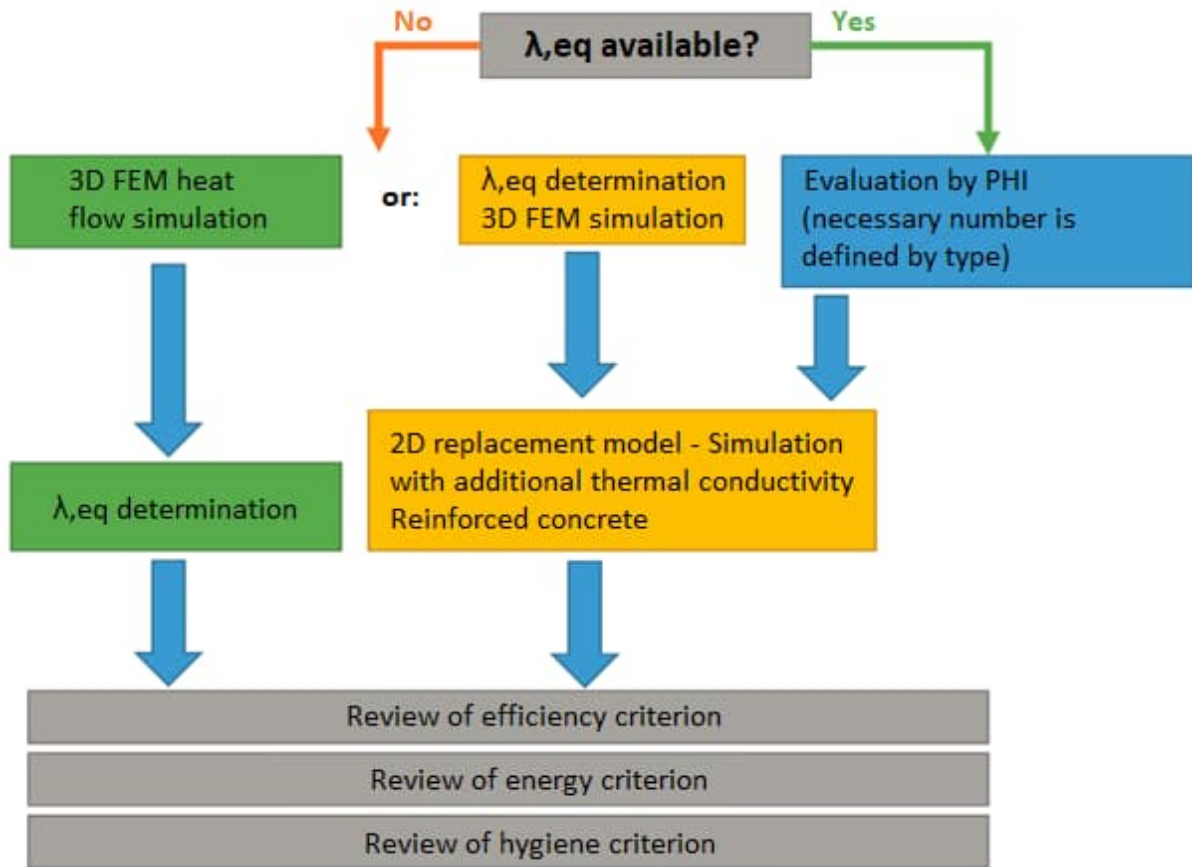 No
λ,eq available?
Yes
3D FEM heat
flow simulation
or:
λ,eq determination
3D FEM simulation
Evaluation by PHI
(necessary number is
defined by type)
λ,eq determination
2D replacement model - Simulation
with additional thermal conductivity
Reinforced concrete
Review of efficiency criterion
Review of energy criterion
Review of hygiene criterion